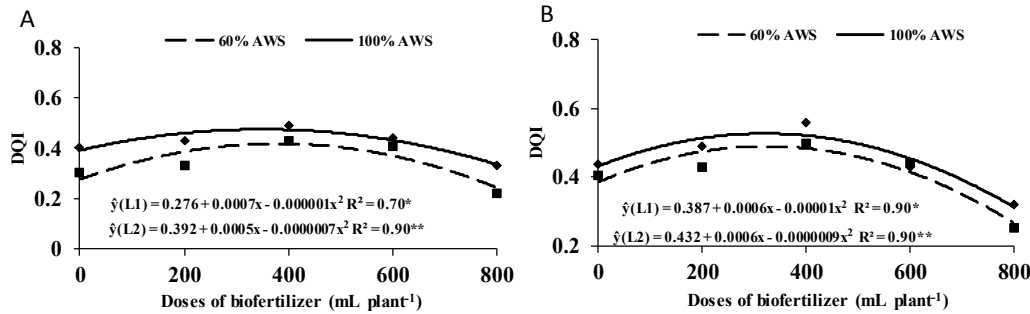 A
60% AWS 100% AWS
0.8
0.6
0.4
0.2
0
DQI
ŷ(L1) = 0.276 + 0.0007x - 0.000001x² R² = 0.70*
ŷ(L2) = 0.392 + 0.0005x - 0.0000007x² R² = 0.90**
0 200 400 600 800
Doses of biofertilizer (mL plant⁻¹)
B
60% AWS 100% AWS
0.8
0.6
0.4
0.2
DQI
ŷ(L1) = 0.387 + 0.0006x - 0.00001x² R² = 0.90*
ŷ(L2) = 0.432 + 0.0006x - 0.0000009x² R² = 0.90**
0 200 400 600 800
Doses of biofertilizer (mL plant⁻¹)